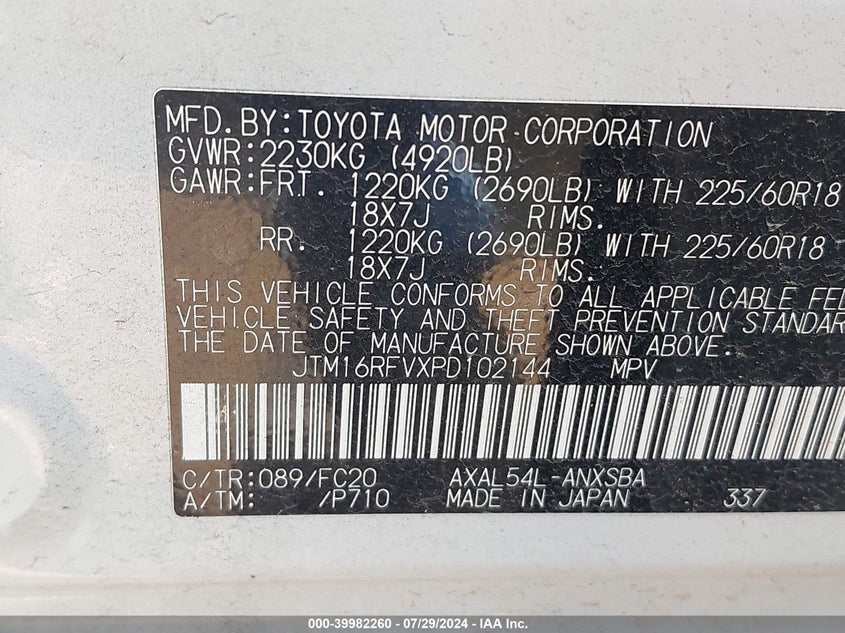 MFD.BY:TOYOTA MOTOR CORPORATION
GVWR:2230KG (4920LB)
GAWR:FRT. 1220KG (2690LB) WITH 225/60R18
18X7J RIMS.
RR. 1220KG (2690LB) WITH 225/60R18
18X7J RIMS.
THIS VEHICLE CONFORMS TO ALL APPLICABLE FED
VEHICLE SAFETY AND THEFT PREVENTION STANDAR
THE DATE OF MANUFACTURE SHOWN ABOVE.
JTM16RFVXPD102144 MPV
C/TR:089/FC20 AXAL54L-ANXSBA
A/TM: /P710 MADE IN JAPAN 337
000-39982260 - 07/29/2024 - IAA Inc.